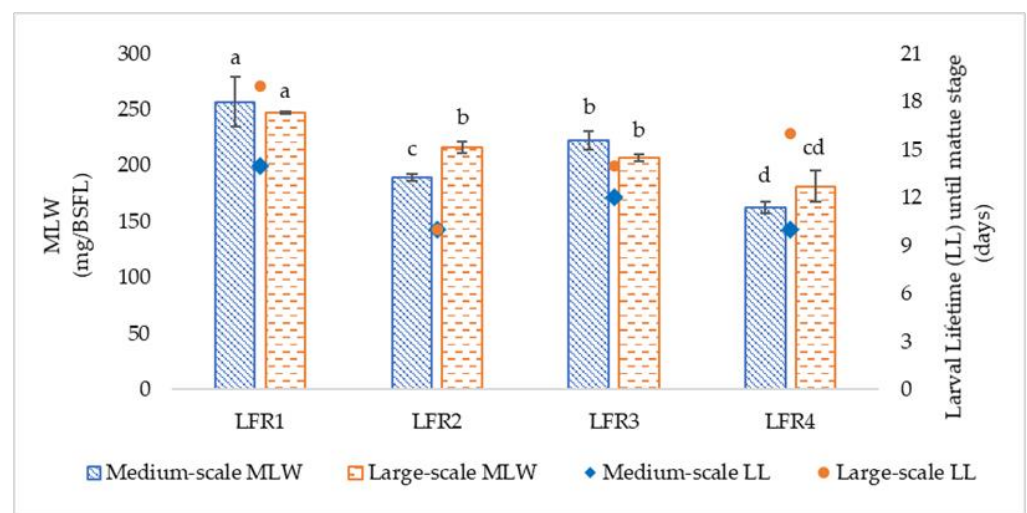 300
250
200
150
100
50
0
MLW
(mg/BSFL)
a
a
c
b
b
b
d
cd
21
18
15
12
9
6
3
0
Larval Lifetime (LL) until matue stage
(days)
LFR1 LFR2 LFR3 LFR4
Medium-scale MLW Large-scale MLW Medium-scale LL Large-scale LL